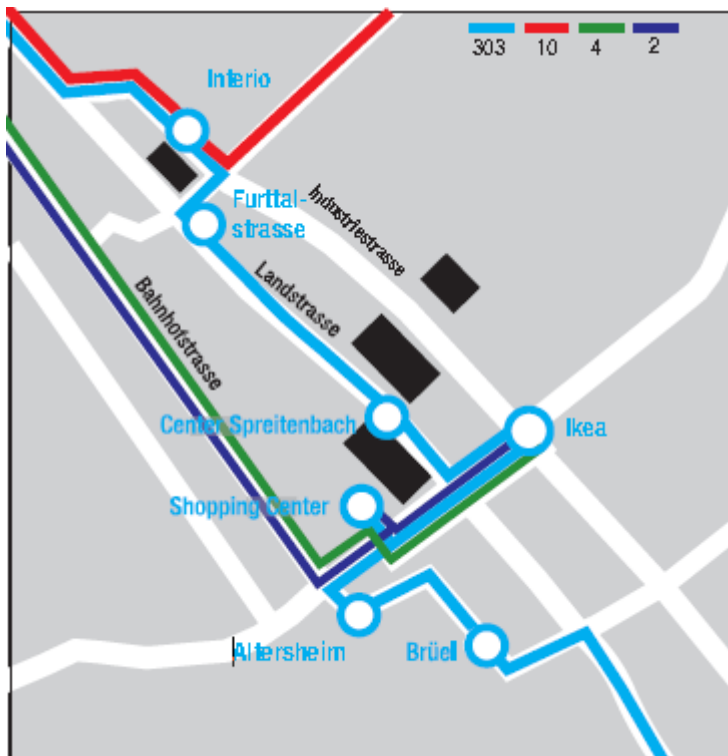 303 10 4 2
Interio
Furttal-
strasse
Industriestrasse
Landstrasse
Bahnhofstrasse
Center Spreitenbach
Ikea
Shopping Center
Altersheim
Brüel